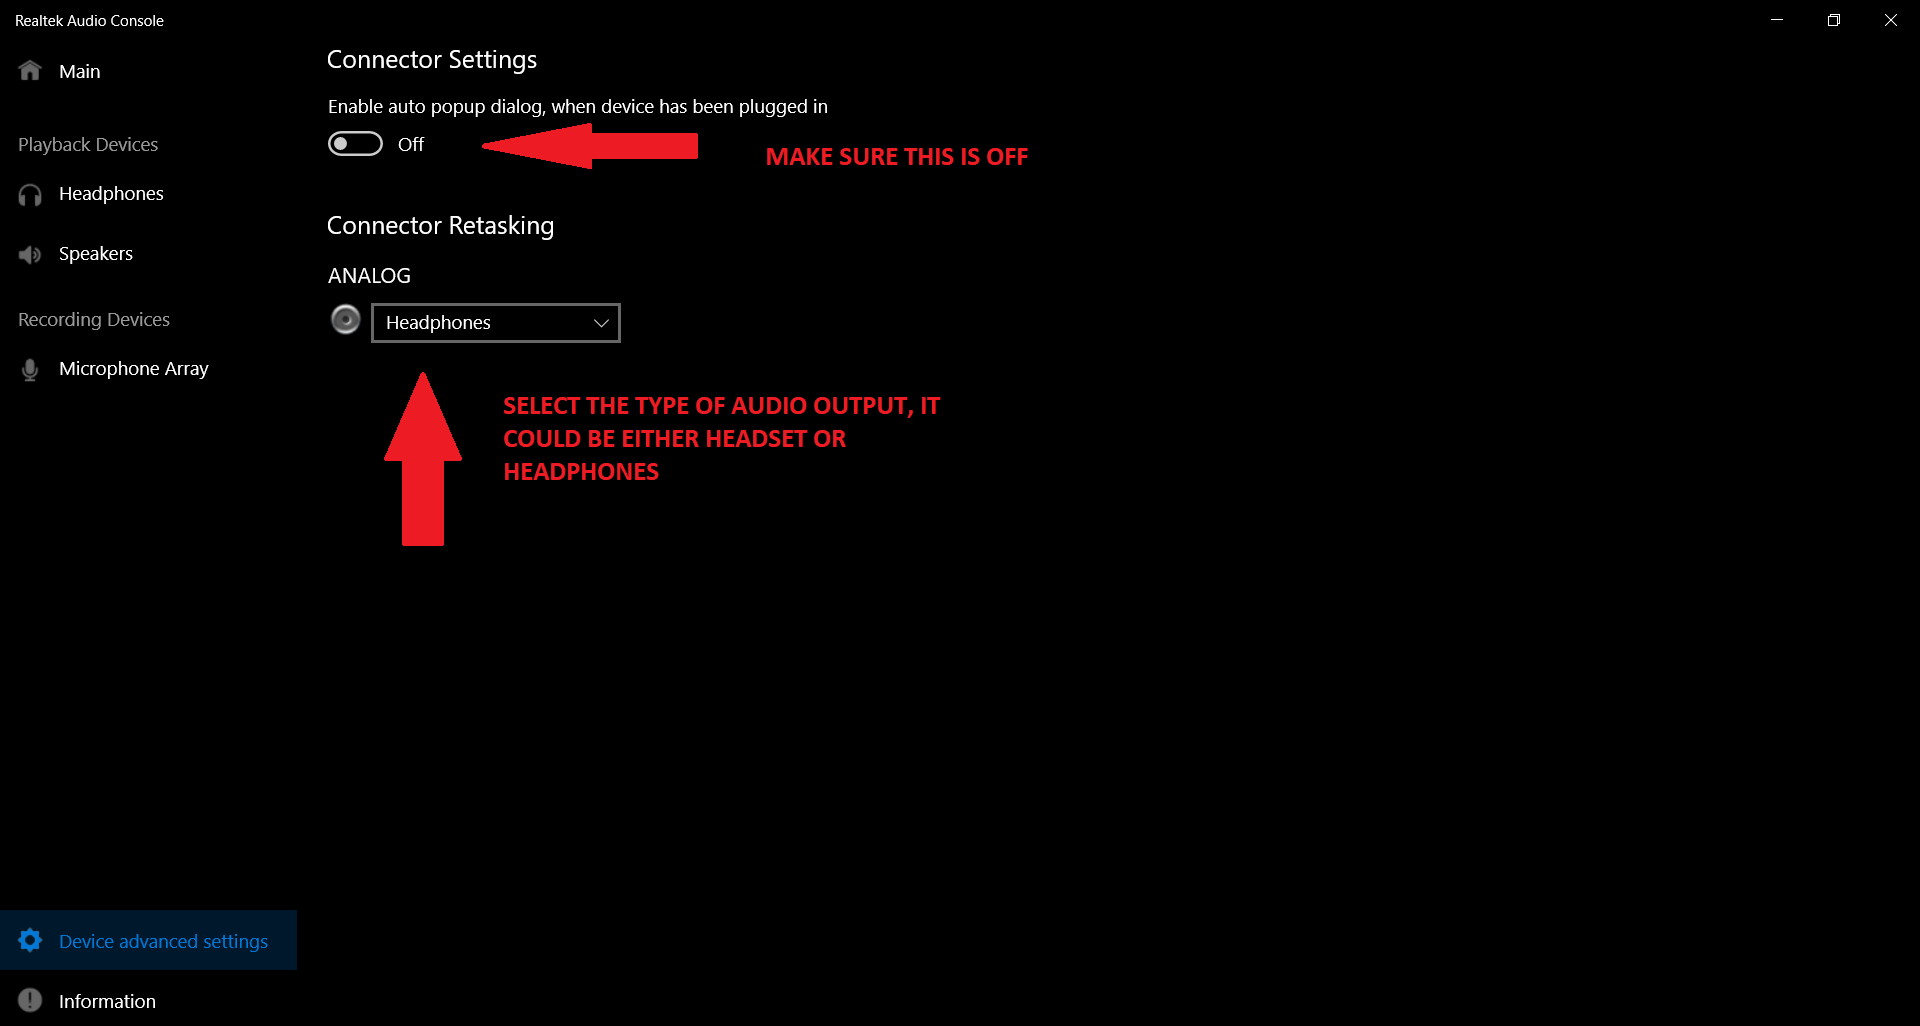 Realtek Audio Console
Main
Playback Devices
Headphones
Speakers
Recording Devices
Microphone Array
Device advanced settings
Information
Connector Settings
Enable auto popup dialog, when device has been plugged in
Off
MAKE SURE THIS IS OFF
Connector Retasking
ANALOG
Headphones
SELECT THE TYPE OF AUDIO OUTPUT, IT
COULD BE EITHER HEADSET OR
HEADPHONES